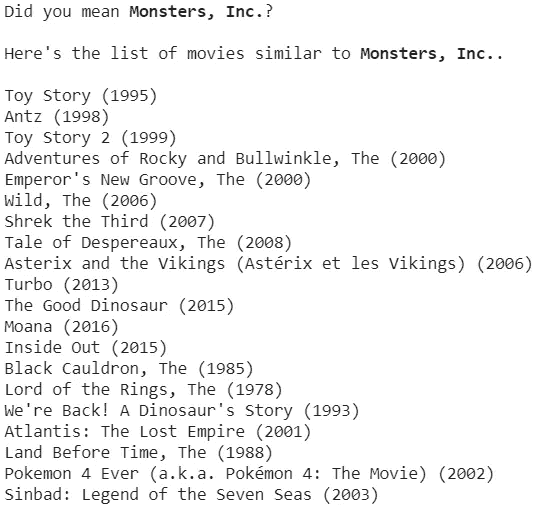 Did you mean Monsters, Inc.?
Here's the list of movies similar to Monsters, Inc..
Toy Story (1995)
Antz (1998)
Toy Story 2 (1999)
Adventures of Rocky and Bullwinkle, The (2000)
Emperor's New Groove, The (2000)
Wild, The (2006)
Shrek the Third (2007)
Tale of Despereaux, The (2008)
Asterix and the Vikings (Astérix et les Vikings) (2006)
Turbo (2013)
The Good Dinosaur (2015)
Moana (2016)
Inside Out (2015)
Black Cauldron, The (1985)
Lord of the Rings, The (1978)
We're Back! A Dinosaur's Story (1993)
Atlantis: The Lost Empire (2001)
Land Before Time, The (1988)
Pokemon 4 Ever (a.k.a. Pokémon 4: The Movie) (2002)
Sinbad: Legend of the Seven Seas (2003)